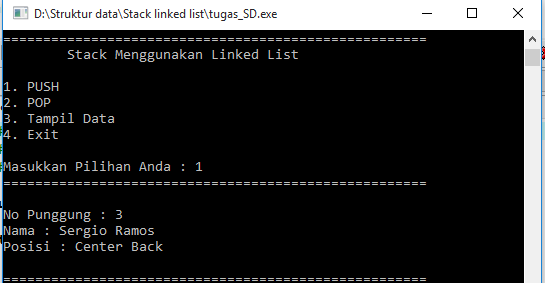 D:\Struktur data\Stack linked list\tugas_SD.exe
=====================================================
Stack Menggunakan Linked List
1. PUSH
2. POP
3. Tampil Data
4. Exit
Masukkan Pilihan Anda : 1
=====================================================
No Punggung : 3
Nama : Sergio Ramos
Posisi : Center Back
=====================================================